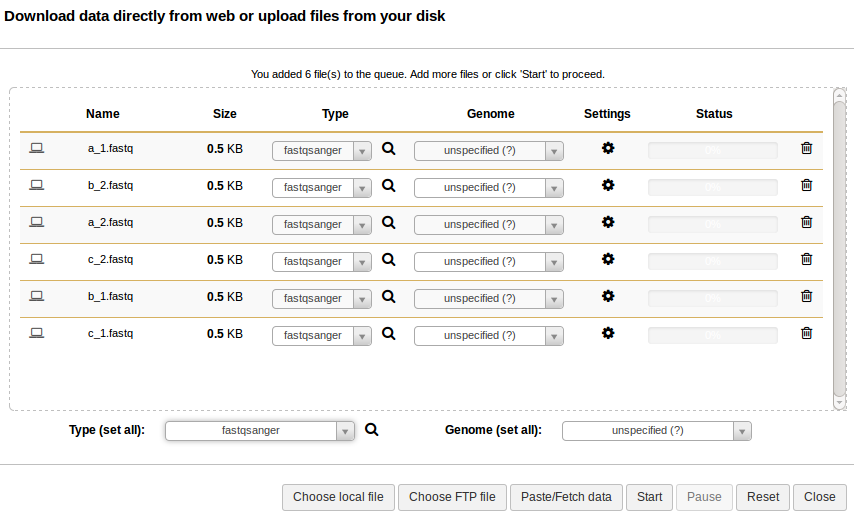 Download data directly from web or upload files from your disk
You added 6 file(s) to the queue. Add more files or click 'Start' to proceed.
Name Size Type Genome Settings Status
a_1.fastq 0.5 KB fastqsanger unspecified (?) 0%
b_2.fastq 0.5 KB fastqsanger unspecified (?) 0%
a_2.fastq 0.5 KB fastqsanger unspecified (?) 0%
c_2.fastq 0.5 KB fastqsanger unspecified (?) 0%
b_1.fastq 0.5 KB fastqsanger unspecified (?) 0%
c_1.fastq 0.5 KB fastqsanger unspecified (?) 0%
Type (set all): fastqsanger Genome (set all): unspecified (?)
Choose local file Choose FTP file Paste/Fetch data Start Pause Reset Close